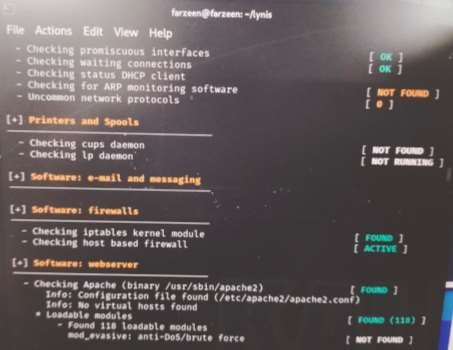 farzeen@farzeen: ~/lynis
File Actions Edit View Help
- Checking promiscuous interfaces [ OK ]
- Checking waiting connections [ OK ]
- Checking status DHCP client
- Checking for ARP monitoring software [ NOT FOUND ]
- Uncommon network protocols [ 0 ]
[+] Printers and Spools
- Checking cups daemon [ NOT FOUND ]
- Checking lp daemon [ NOT RUNNING ]
[+] Software: e-mail and messaging
[+] Software: firewalls
- Checking iptables kernel module [ FOUND ]
- Checking host based firewall [ ACTIVE ]
[+] Software: webserver
- Checking Apache (binary /usr/sbin/apache2) [ FOUND ]
Info: Configuration file found (/etc/apache2/apache2.conf)
Info: No virtual hosts found
* Loadable modules [ FOUND (118) ]
- Found 118 loadable modules
mod_evasive: anti-DoS/brute force [ NOT FOUND ]